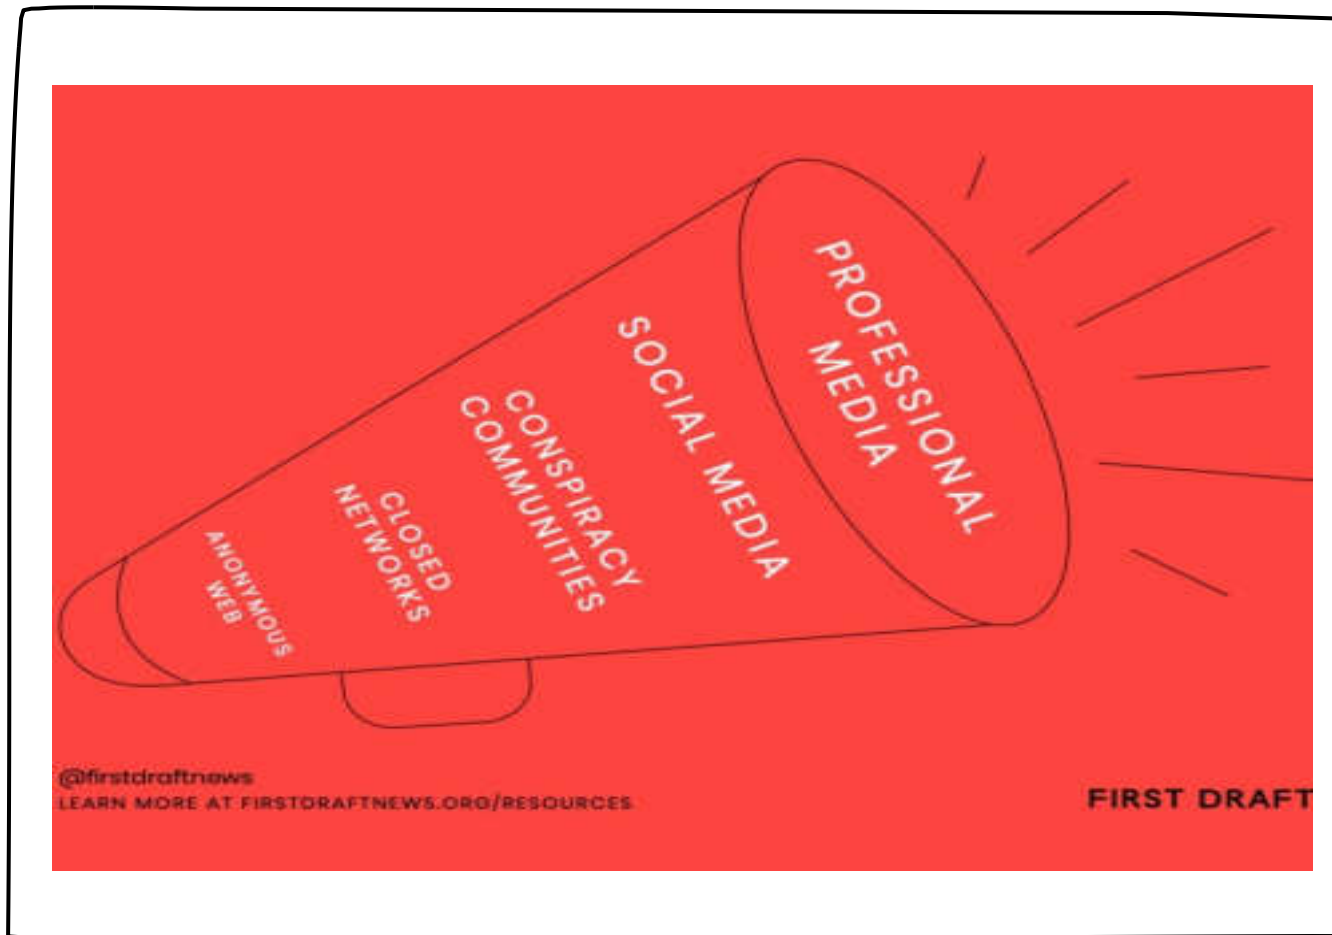 ANONYMOUS
WEB
CLOSED
NETWORKS
CONSPIRACY
COMMUNITIES
SOCIAL MEDIA
PROFESSIONAL
MEDIA
@firstdraftnews
LEARN MORE AT FIRSTDRAFTNEWS.ORG/RESOURCES
FIRST DRAFT